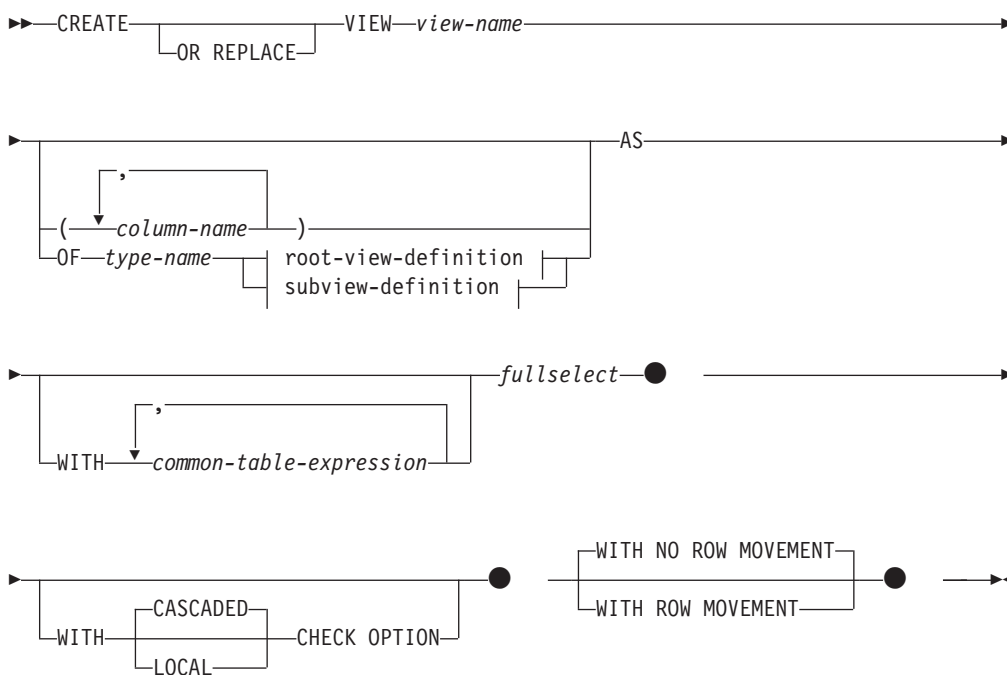 CREATE VIEW view-name
OR REPLACE
AS
,
( column-name )
OF type-name root-view-definition
subview-definition
fullselect
,
WITH common-table-expression
WITH NO ROW MOVEMENT
CASCADED WITH ROW MOVEMENT
WITH CHECK OPTION
LOCAL